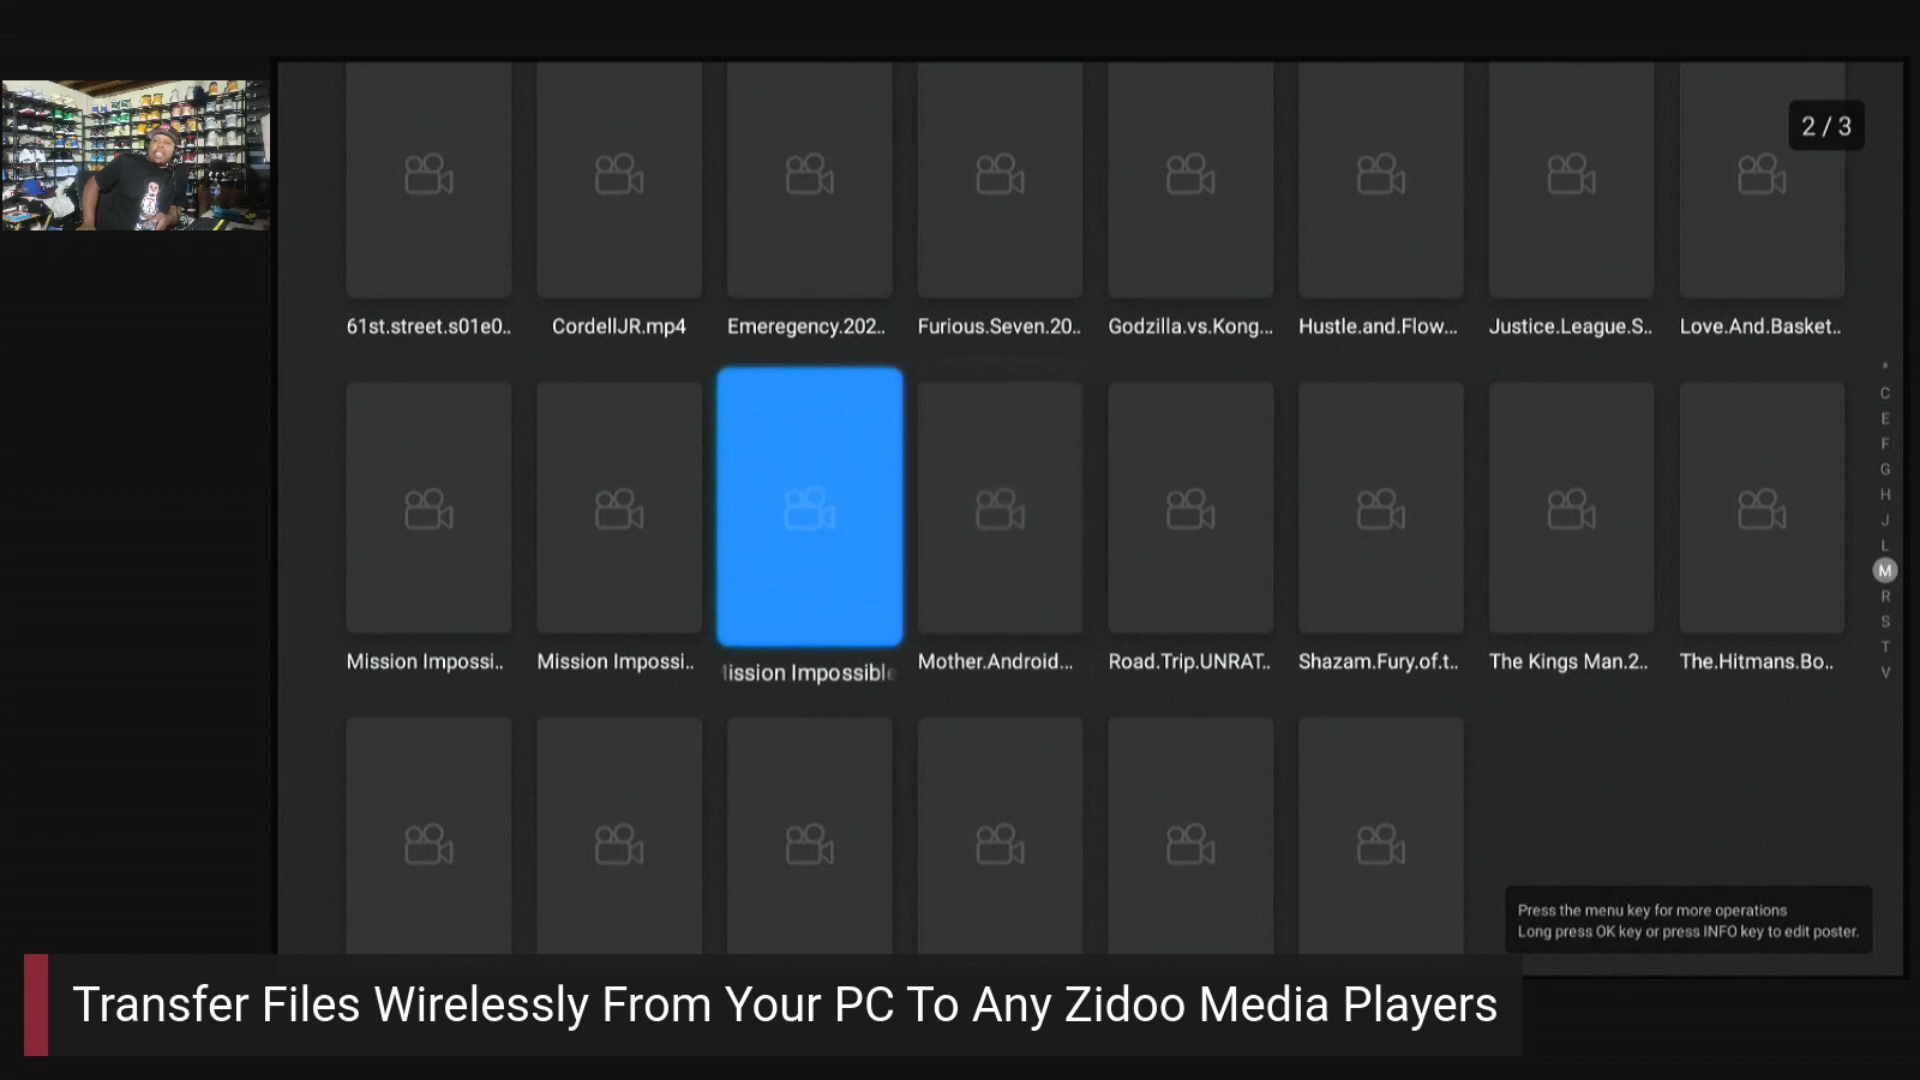 2 / 3
61st.street.s01e0..
CordellJR.mp4
Emeregency.202..
Furious.Seven.20..
Godzilla.vs.Kong...
Hustle.and.Flow...
Justice.League.S..
Love.And.Basket..
*
C
E
F
G
H
J
L
M
R
S
T
V
Mission Impossi..
Mission Impossi..
ission Impossible
Mother.Android...
Road.Trip.UNRAT..
Shazam.Fury.of.t..
The Kings Man.2..
The.Hitmans.Bo..
Press the menu key for more operations
Long press OK key or press INFO key to edit poster.
Transfer Files Wirelessly From Your PC To Any Zidoo Media Players